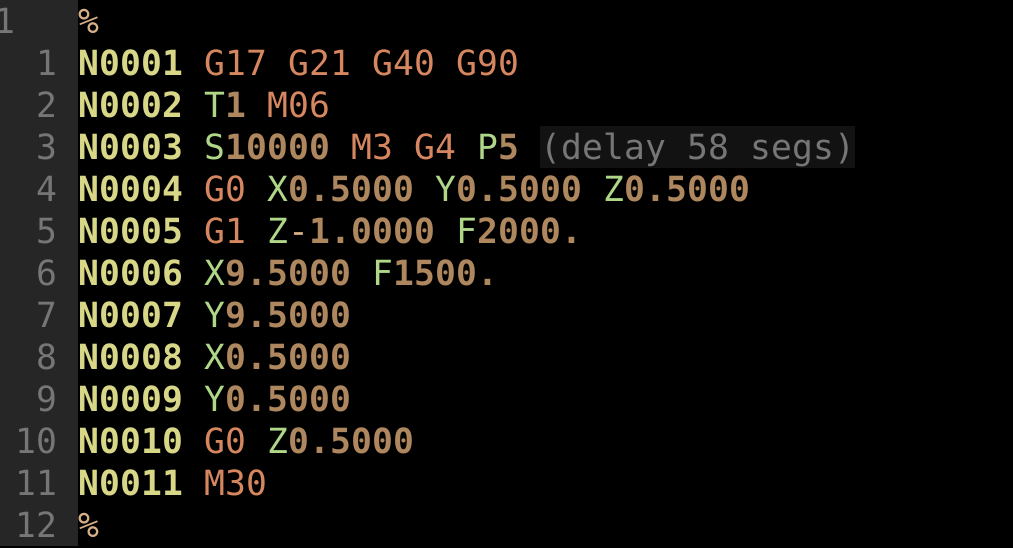 1 %
1 N0001 G17 G21 G40 G90
2 N0002 T1 M06
3 N0003 S10000 M3 G4 P5 (delay 58 segs)
4 N0004 G0 X0.5000 Y0.5000 Z0.5000
5 N0005 G1 Z-1.0000 F2000.
6 N0006 X9.5000 F1500.
7 N0007 Y9.5000
8 N0008 X0.5000
9 N0009 Y0.5000
10 N0010 G0 Z0.5000
11 N0011 M30
12 %